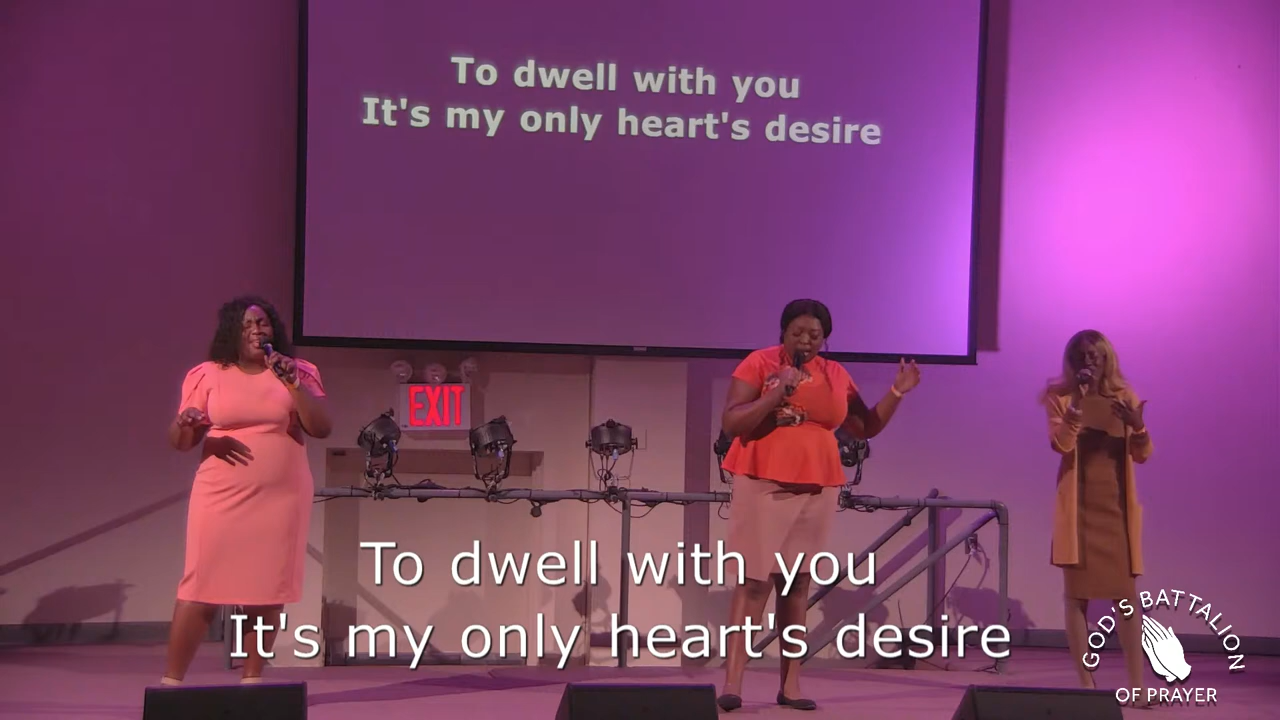 To dwell with you
It's my only heart's desire
EXIT
To dwell with you
It's my only heart's desire
GOD'S BATTALION
OF PRAYER